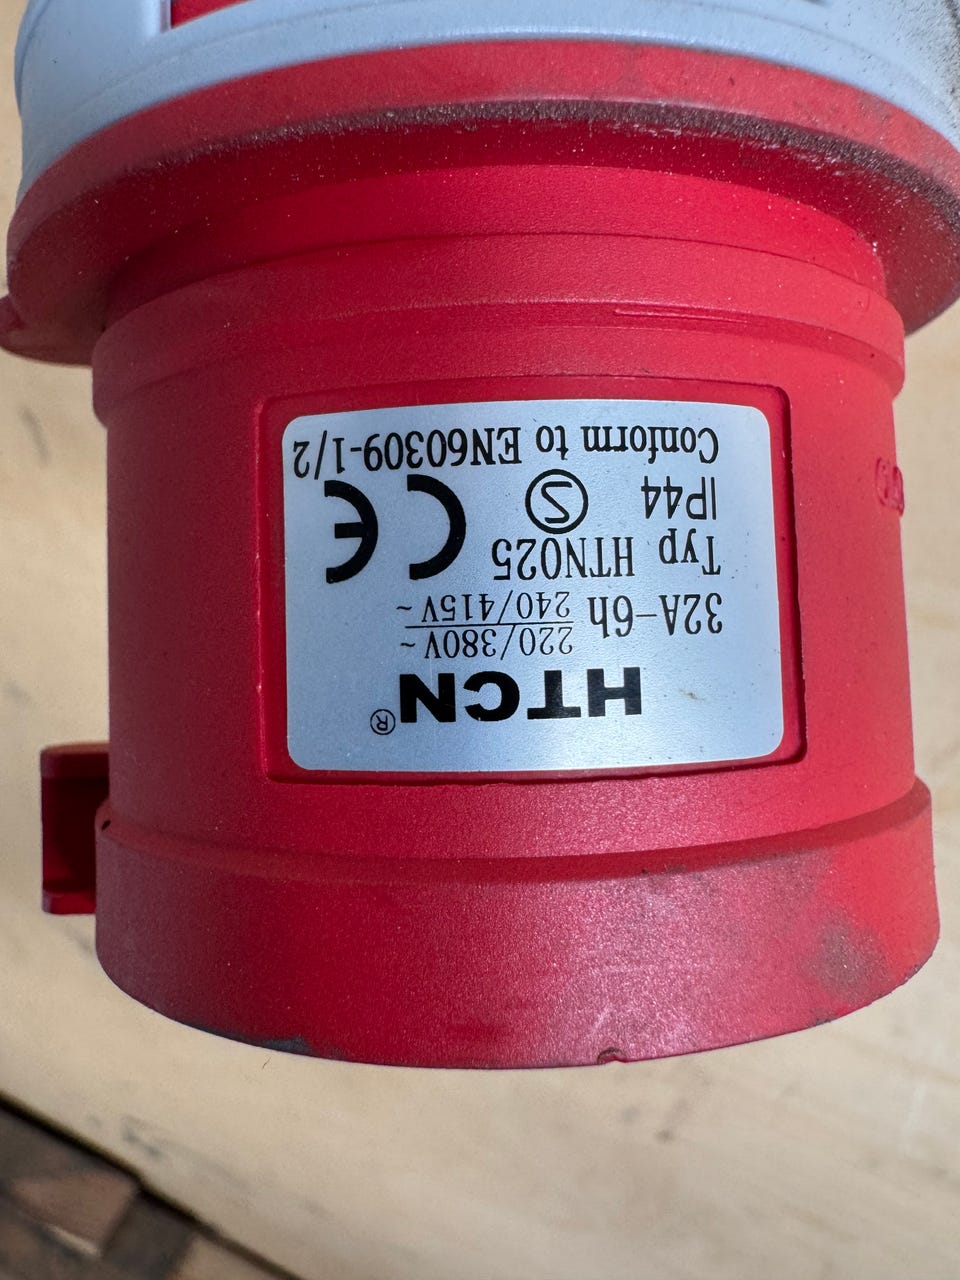 HTCN®
32A-6h 220/380V~
240/415V~
Typ HTN025
IP44 S CE
Conform to EN60309-1/2